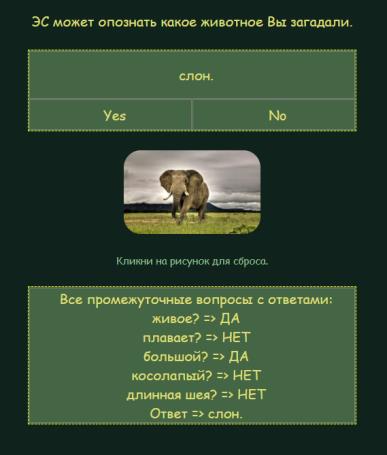 ЭС может опознать какое животное Вы загадали.
слон.
Yes No
Кликни на рисунок для сброса.
Все промежуточные вопросы с ответами:
живое? => ДА
плавает? => НЕТ
большой? => ДА
косолапый? => НЕТ
длинная шея? => НЕТ
Ответ => слон.